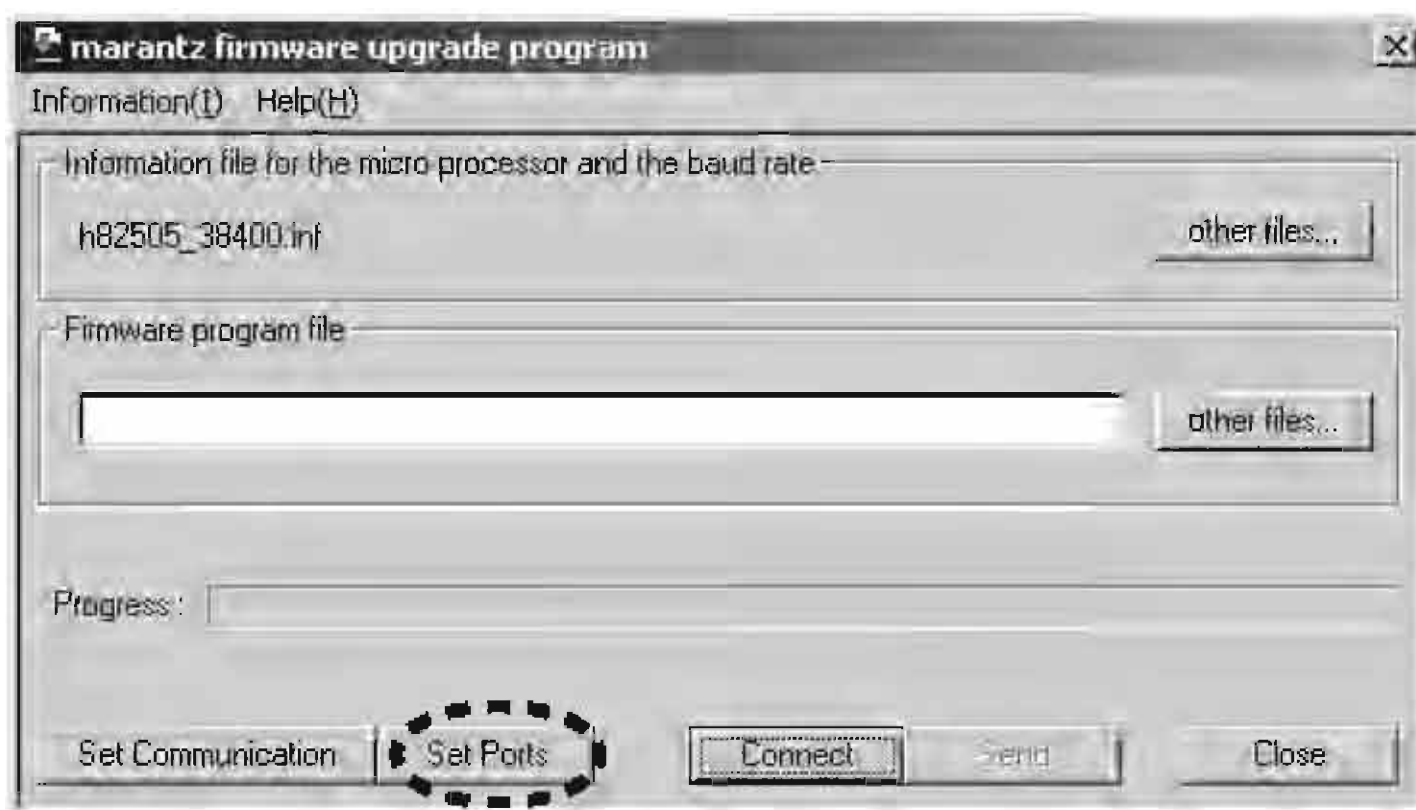 marantz firmware upgrade program
Information(I) Help(H)
Information file for the micro processor and the baud rate
h82505_38400.inf
other files...
Firmware program file
other files...
Progress :
Set Communication
Set Ports
Connect
Send
Close